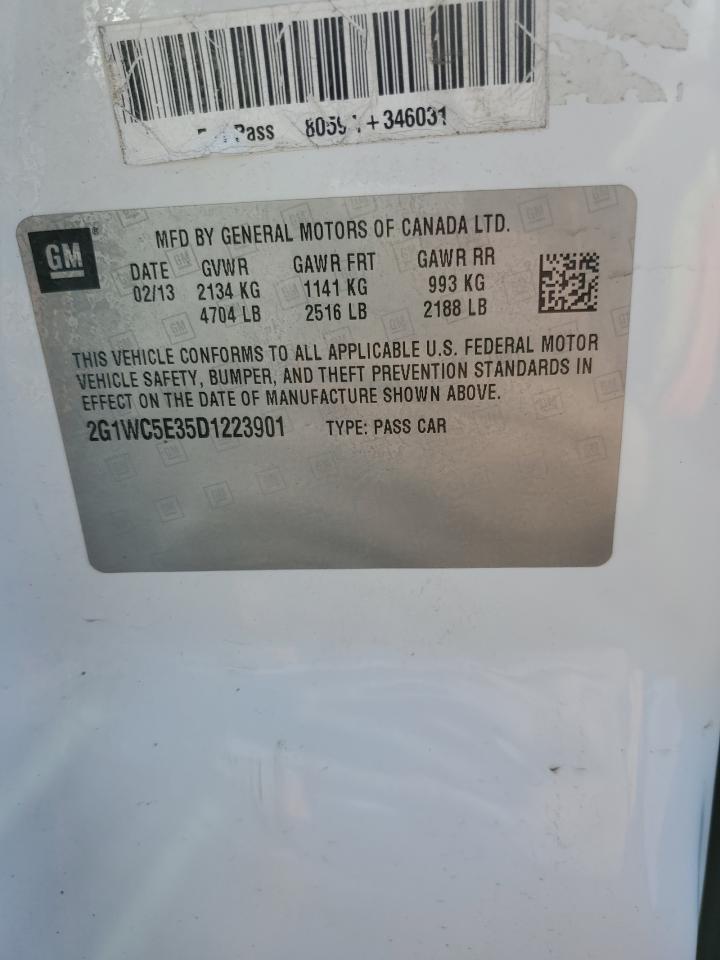 Pass 8059 + 346031
GM
MFD BY GENERAL MOTORS OF CANADA LTD.
DATE GVWR GAWR FRT GAWR RR
02/13 2134 KG 1141 KG 993 KG
4704 LB 2516 LB 2188 LB
THIS VEHICLE CONFORMS TO ALL APPLICABLE U.S. FEDERAL MOTOR
VEHICLE SAFETY, BUMPER, AND THEFT PREVENTION STANDARDS IN
EFFECT ON THE DATE OF MANUFACTURE SHOWN ABOVE.
2G1WC5E35D1223901 TYPE: PASS CAR